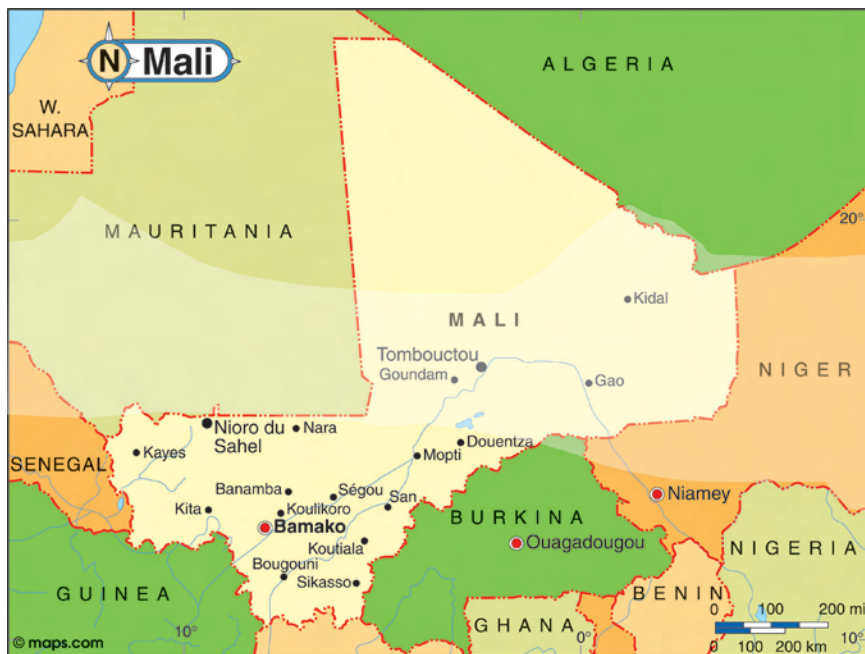 N Mali
ALGERIA
W.
SAHARA
MAURITANIA
20°
Kidal
MALI
Tombouctou
Goundam
Gao
NIGER
Nioro du
Sahel
Nara
Kayes
Douentza
Mopti
SENEGAL
Banamba
Ségou
San
Niamey
Kita
Koulikoro
Bamako
BURKINA
Koutiala
Ouagadougou
NIGERIA
Bougouni
Sikasso
GUINEA
BENIN
0 100 200 mi
GHANA
10°
0°
0 100 200 km
10°
© maps.com